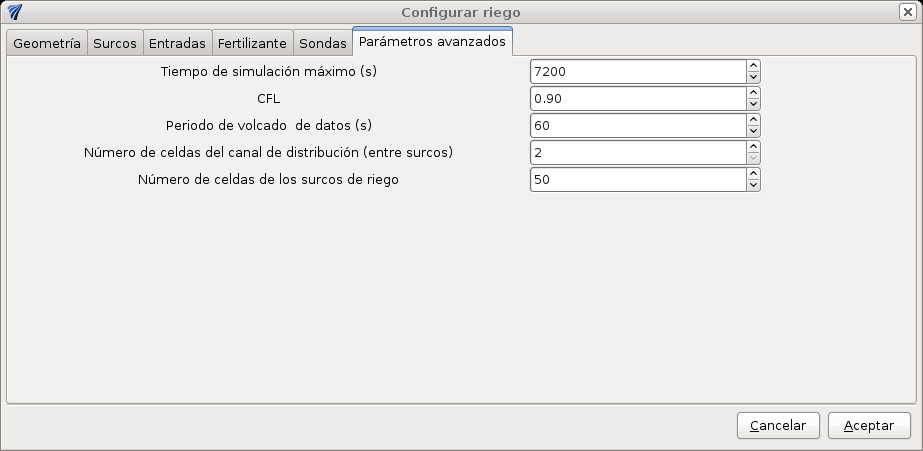 Configurar riego
Geometría Surcos Entradas Fertilizante Sondas Parámetros avanzados
Tiempo de simulación máximo (s) 7200
CFL 0.90
Periodo de volcado  de datos (s) 60
Número de celdas del canal de distribución (entre surcos) 2
Número de celdas de los surcos de riego 50
Cancelar Aceptar